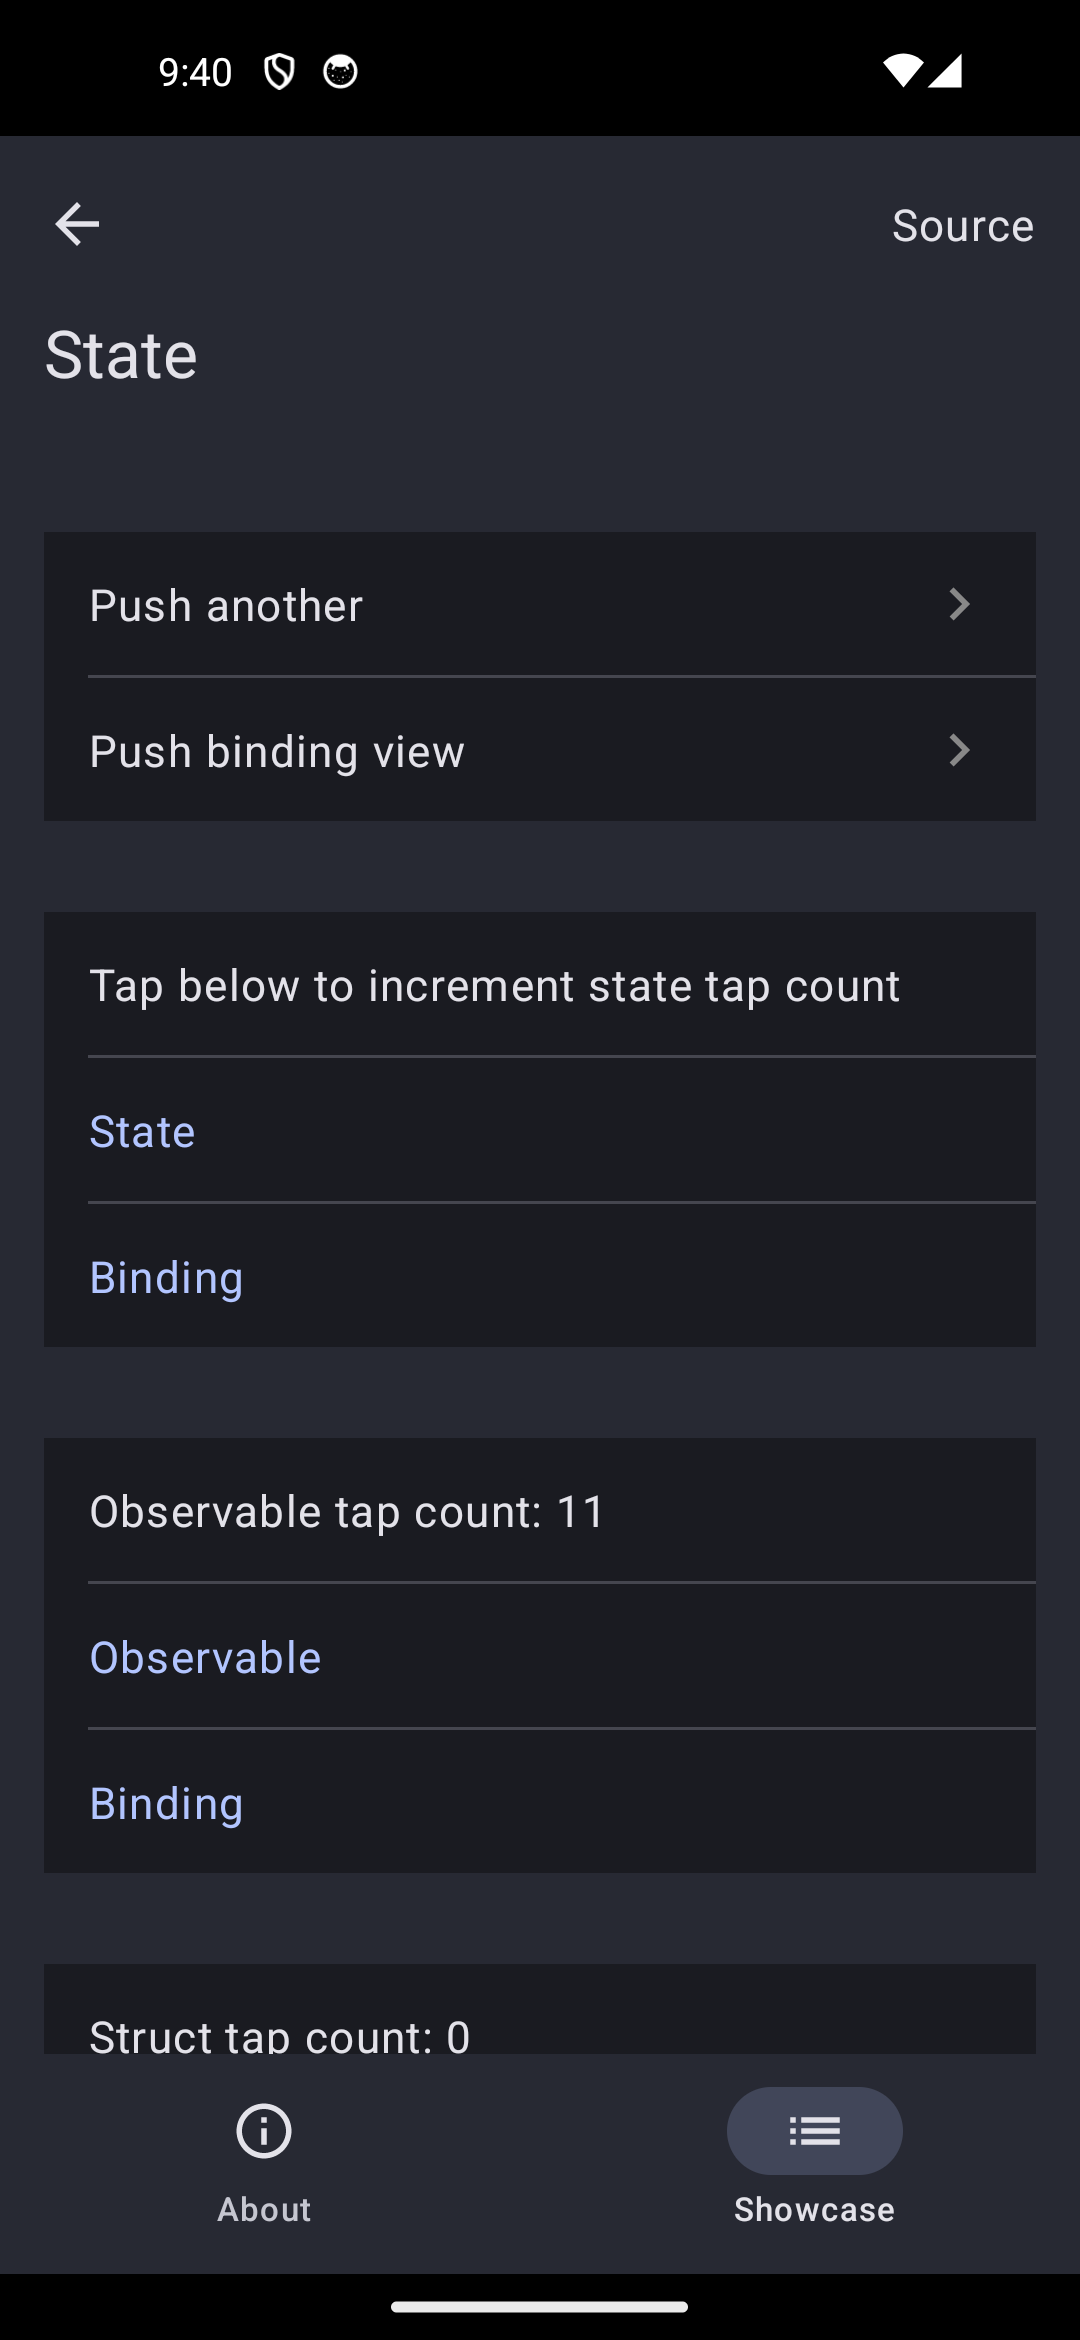 9:40
Source
State
Push another
Push binding view
Tap below to increment state tap count
State
Binding
Observable tap count: 11
Observable
Binding
Struct tap count: 0
About
Showcase